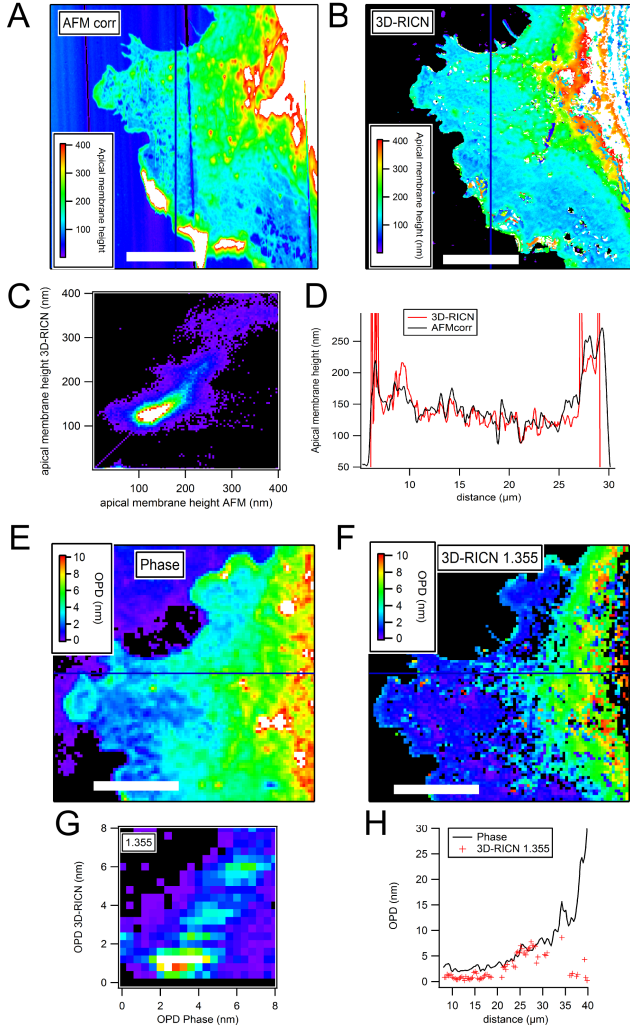 A
AFM corr
400
300
200
100
Apical membrane height
B
3D-RICN
400
300
200
100
Apical membrane height (nm)
C
apical membrane height 3D-RICN (nm)
400
300
200
100
100
200
300
400
apical membrane height AFM (nm)
D
3D-RICN
AFMcorr
Apical membrane height (nm)
250
200
150
100
50
10
15
20
25
30
distance (µm)
E
Phase
10
8
6
4
2
0
OPD (nm)
F
3D-RICN 1.355
10
8
6
4
2
0
OPD (nm)
G
1.355
OPD 3D-RICN (nm)
8
6
4
2
0
0
2
4
6
8
OPD Phase (nm)
H
Phase
3D-RICN 1.355
OPD (nm)
30
25
20
15
10
5
0
10
15
20
25
30
35
40
distance (µm)